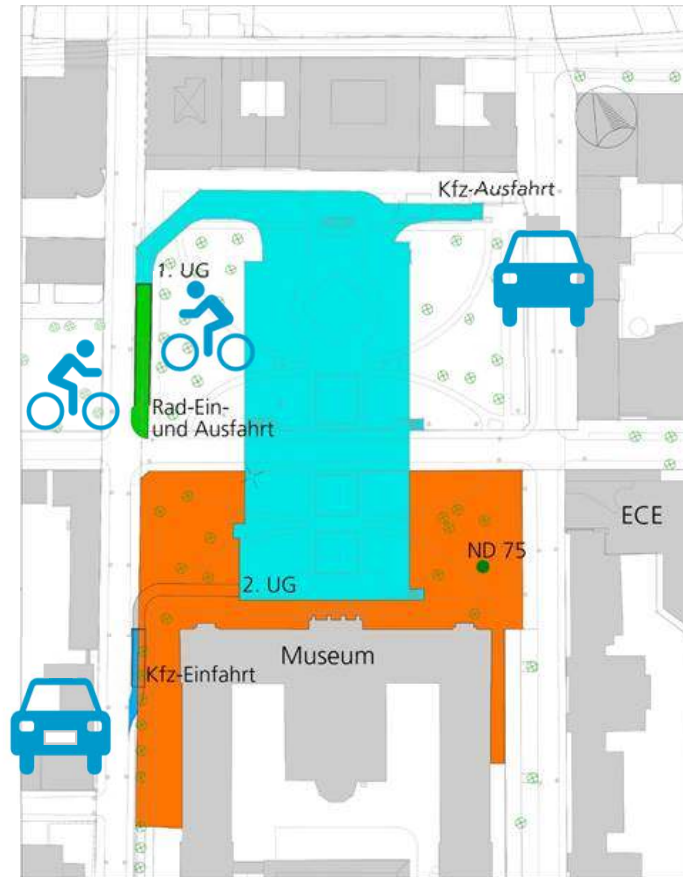 Kfz-Ausfahrt
1. UG
Rad-Ein-
und Ausfahrt
ECE
ND 75
2. UG
Museum
Kfz-Einfahrt